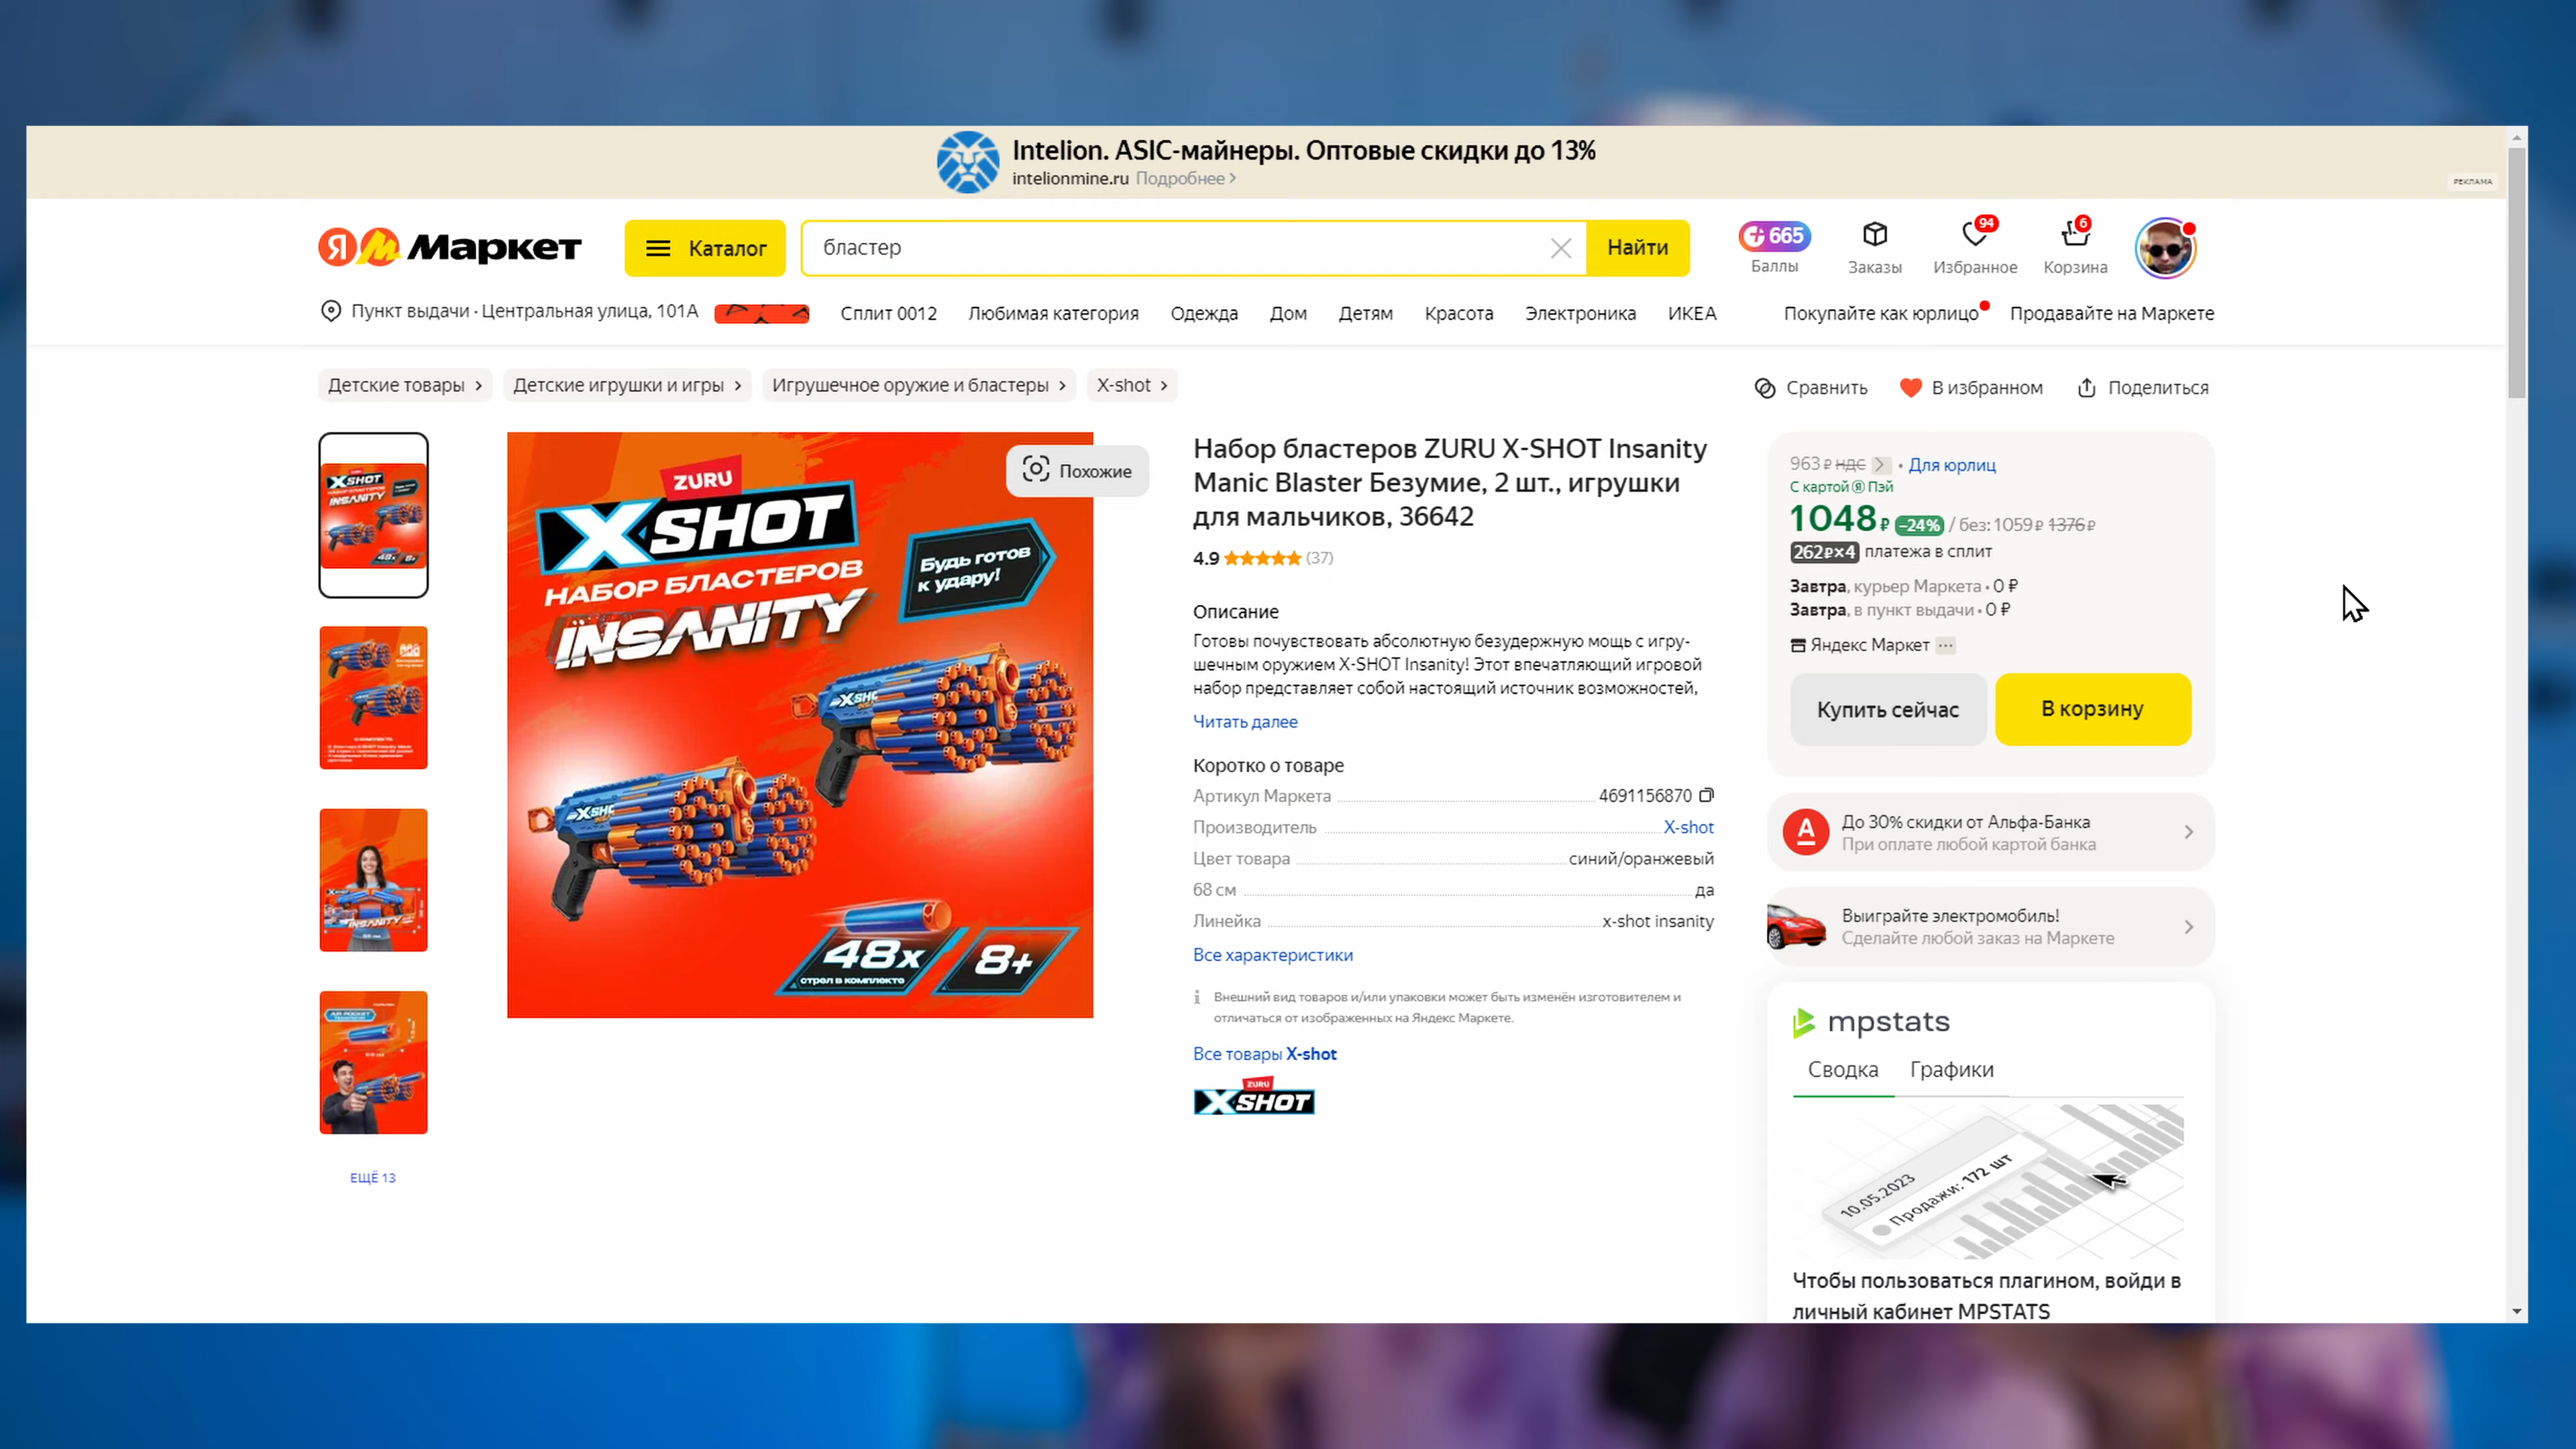 Intelion. ASIC-майнеры. Оптовые скидки до 13%
intelionmine.ru Подробнее
РЕКЛАМА
Я М Маркет
Каталог
бластер
Найти
665
Баллы
Заказы
94
Избранное
6
Корзина
Пункт выдачи · Центральная улица, 101А
Сплит 0012
Любимая категория
Одежда
Дом
Детям
Красота
Электроника
ИКЕА
Покупайте как юрлицо
Продавайте на Маркете
Детские товары
Детские игрушки и игры
Игрушечное оружие и бластеры
X-shot
Сравнить
В избранном
Поделиться
ZURU
XSHOT
НАБОР БЛАСТЕРОВ
INSANITY
Будь готов
к удару!
48x
стрел в комплекте
8+
Похожие
ЕЩЁ 13
Набор бластеров ZURU X-SHOT Insanity
Manic Blaster Безумие, 2 шт., игрушки
для мальчиков, 36642
4.9 (37)
Описание
Готовы почувствовать абсолютную безудержную мощь с игру-
шечным оружием X-SHOT Insanity! Этот впечатляющий игровой
набор представляет собой настоящий источник возможностей,
Читать далее
Коротко о товаре
Артикул Маркета 4691156870
Производитель X-shot
Цвет товара синий/оранжевый
68 см да
Линейка x-shot insanity
Все характеристики
Внешний вид товаров и/или упаковки может быть изменён изготовителем и
отличаться от изображенных на Яндекс Маркете.
Все товары X-shot
ZURU
XSHOT
963 ₽ НДС • Для юрлиц
С картой Я Пэй
1048 ₽ –24% / без: 1059 ₽ 1376 ₽
262₽×4 платежа в сплит
Завтра, курьер Маркета • 0 ₽
Завтра, в пункт выдачи • 0 ₽
Яндекс Маркет ···
Купить сейчас
В корзину
А
До 30% скидки от Альфа-Банка
При оплате любой картой банка
Выиграйте электромобиль!
Сделайте любой заказ на Маркете
mpstats
Сводка
Графики
10.05.2023
Продажи: 172 шт
Чтобы пользоваться плагином, войди в
личный кабинет MPSTATS